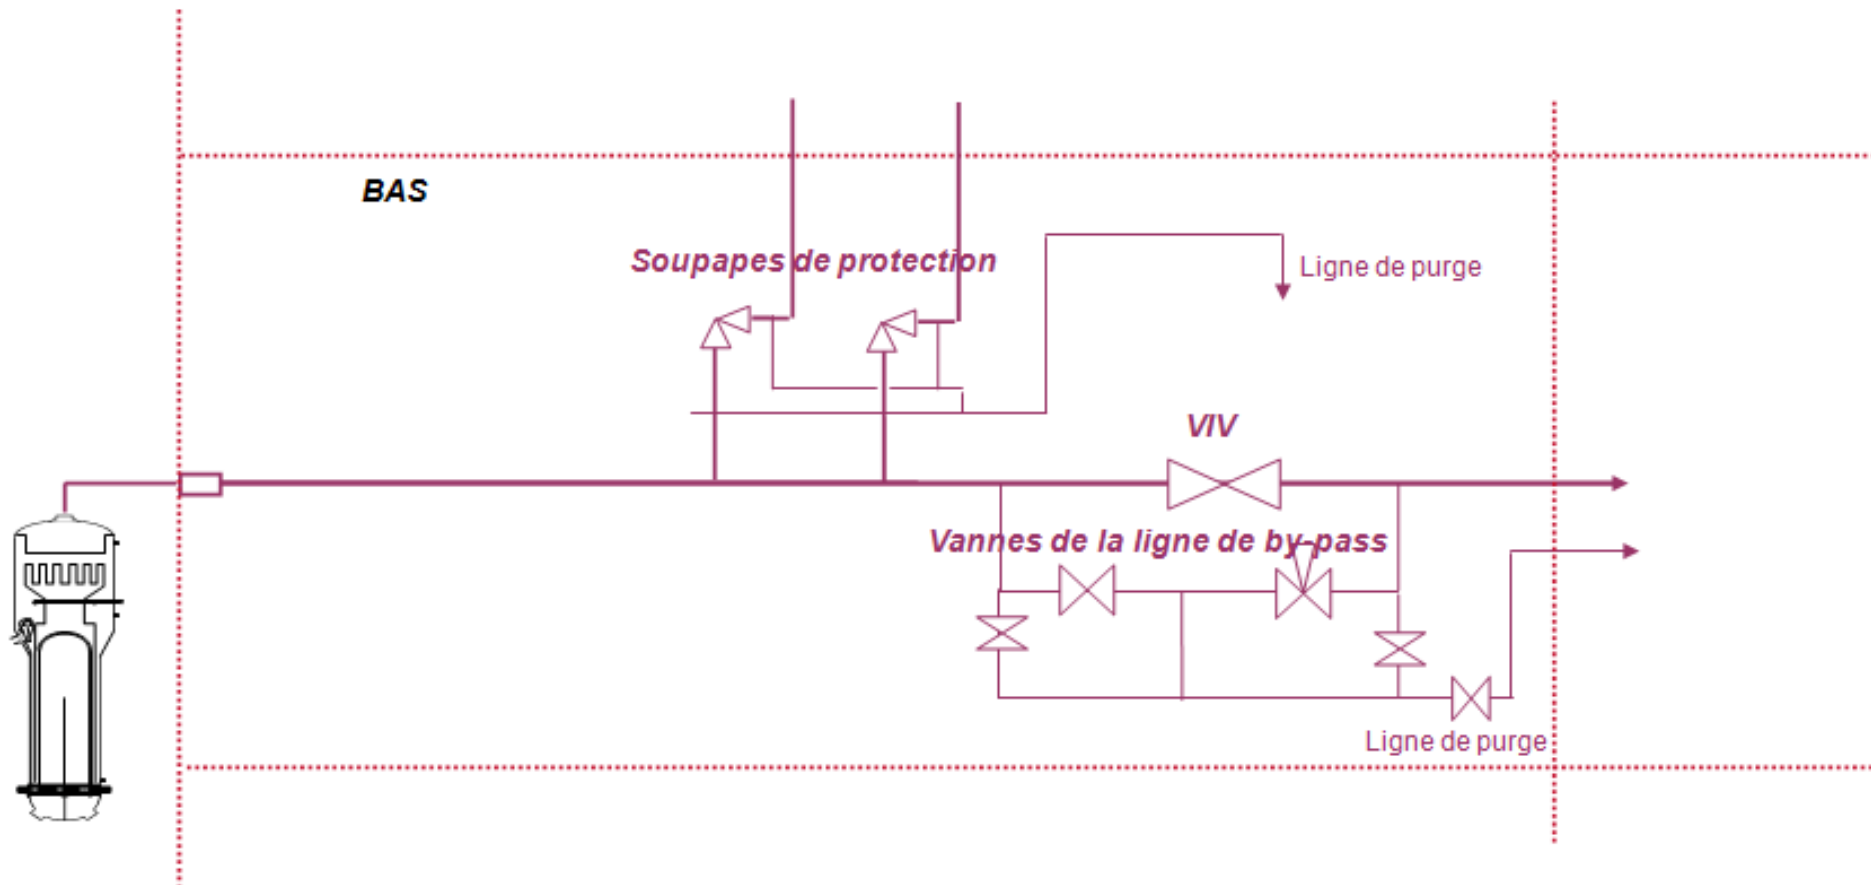 BAS
Soupapes de protection
Ligne de purge
VIV
Vannes de la ligne de by-pass
Ligne de purge